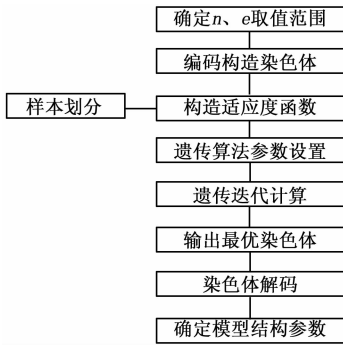 确定n、e取值范围
编码构造染色体
样本划分
构造适应度函数
遗传算法参数设置
遗传迭代计算
输出最优染色体
染色体解码
确定模型结构参数